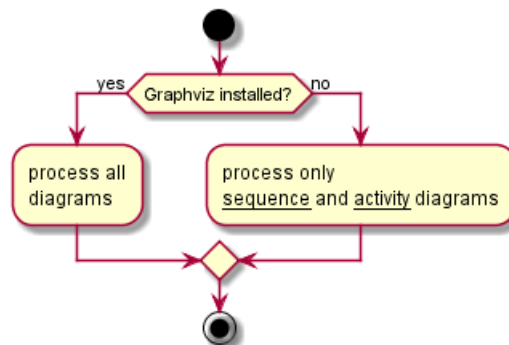 yes
Graphviz installed?
no
process all
diagrams
process only
sequence and activity diagrams